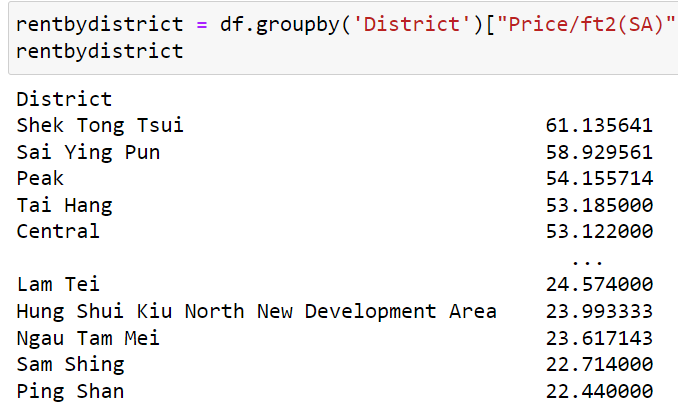 rentbydistrict = df.groupby('District')["Price/ft2(SA)"
rentbydistrict
District
Shek Tong Tsui 61.135641
Sai Ying Pun 58.929561
Peak 54.155714
Tai Hang 53.185000
Central 53.122000
...
Lam Tei 24.574000
Hung Shui Kiu North New Development Area 23.993333
Ngau Tam Mei 23.617143
Sam Shing 22.714000
Ping Shan 22.440000